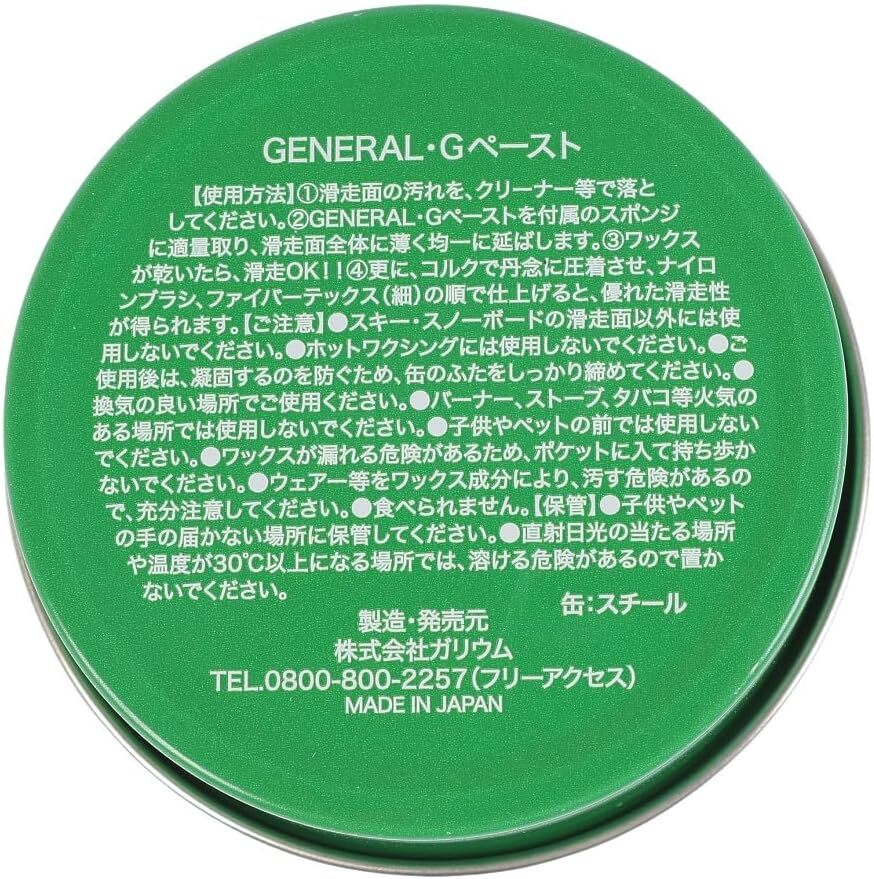 GENERAL・Gペースト
【使用方法】①滑走面の汚れを、クリーナー等で落と
してください。②GENERAL・Gペーストを付属のスポンジ
に適量取り、滑走面全体に薄く均一に延ばします。③ワックス
が乾いたら、滑走OK!!④更に、コルクで丹念に圧着させ、ナイロ
ンブラシ、ファイバーテックス(細)の順で仕上げると、優れた滑走性
が得られます。【ご注意】●スキー・スノーボードの滑走面以外には使
用しないでください。●ホットワクシングには使用しないでください。●ご
使用後は、凝固するのを防ぐため、缶のふたをしっかり締めてください。●
換気の良い場所でご使用ください。●バーナー、ストーブ、タバコ等火気の
ある場所では使用しないでください。●子供やペットの前では使用しない
でください。●ワックスが漏れる危険があるため、ポケットに入て持ち歩か
ないでください。●ウェアー等をワックス成分により、汚す危険があるの
で、充分注意してください。●食べられません。【保管】●子供やペット
の手の届かない場所に保管してください。●直射日光の当たる場所
や温度が30℃以上になる場所では、溶ける危険があるので置か
ないでください。
缶:スチール
製造・発売元
株式会社ガリウム
TEL.0800-800-2257(フリーアクセス)
MADE IN JAPAN